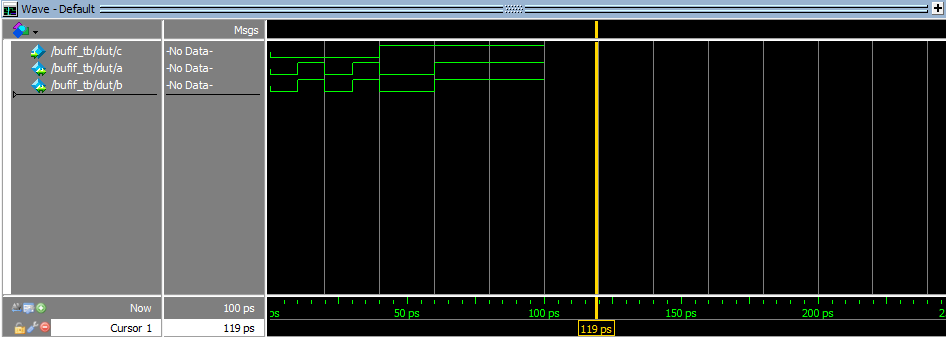 Wave - Default
Msgs
/bufif_tb/dut/c -No Data-
/bufif_tb/dut/a -No Data-
/bufif_tb/dut/b -No Data-
Now 100 ps ps 50 ps 100 ps 150 ps 200 ps 2
Cursor 1 119 ps 119 ps